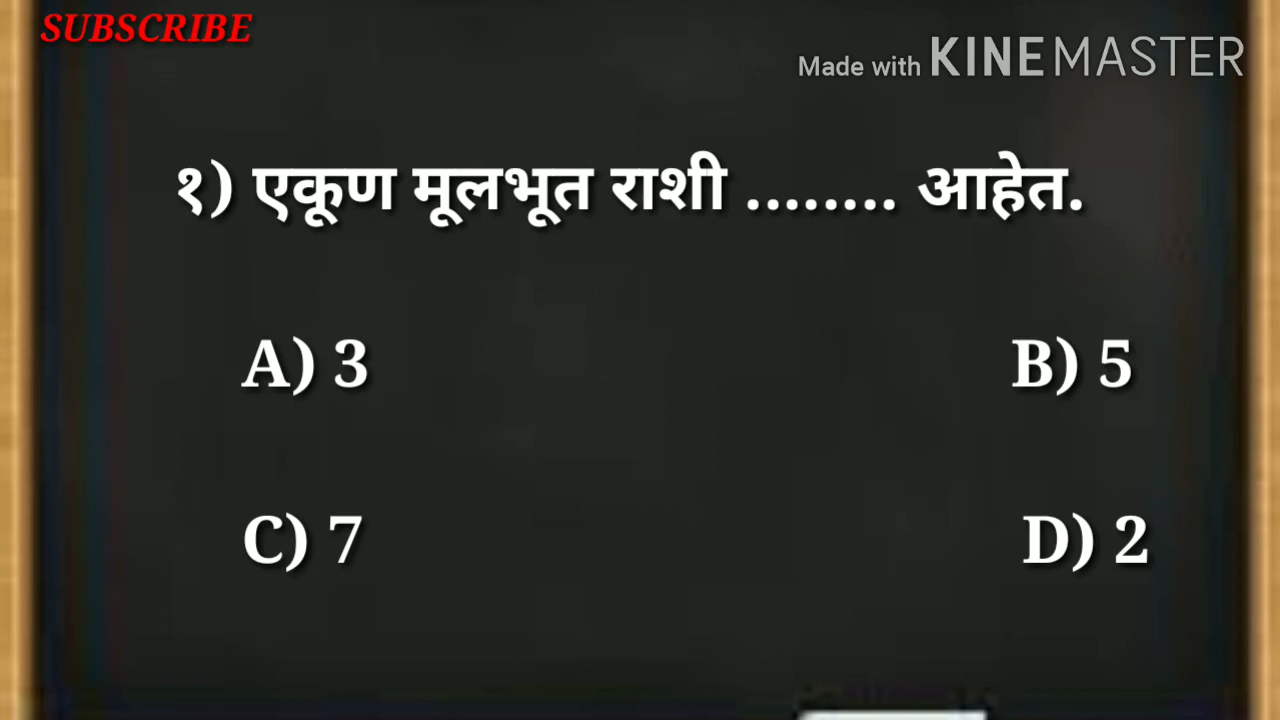 SUBSCRIBE
Made with KINEMASTER
१) एकूण मूलभूत राशी ........ आहेत.
A) 3
B) 5
C) 7
D) 2